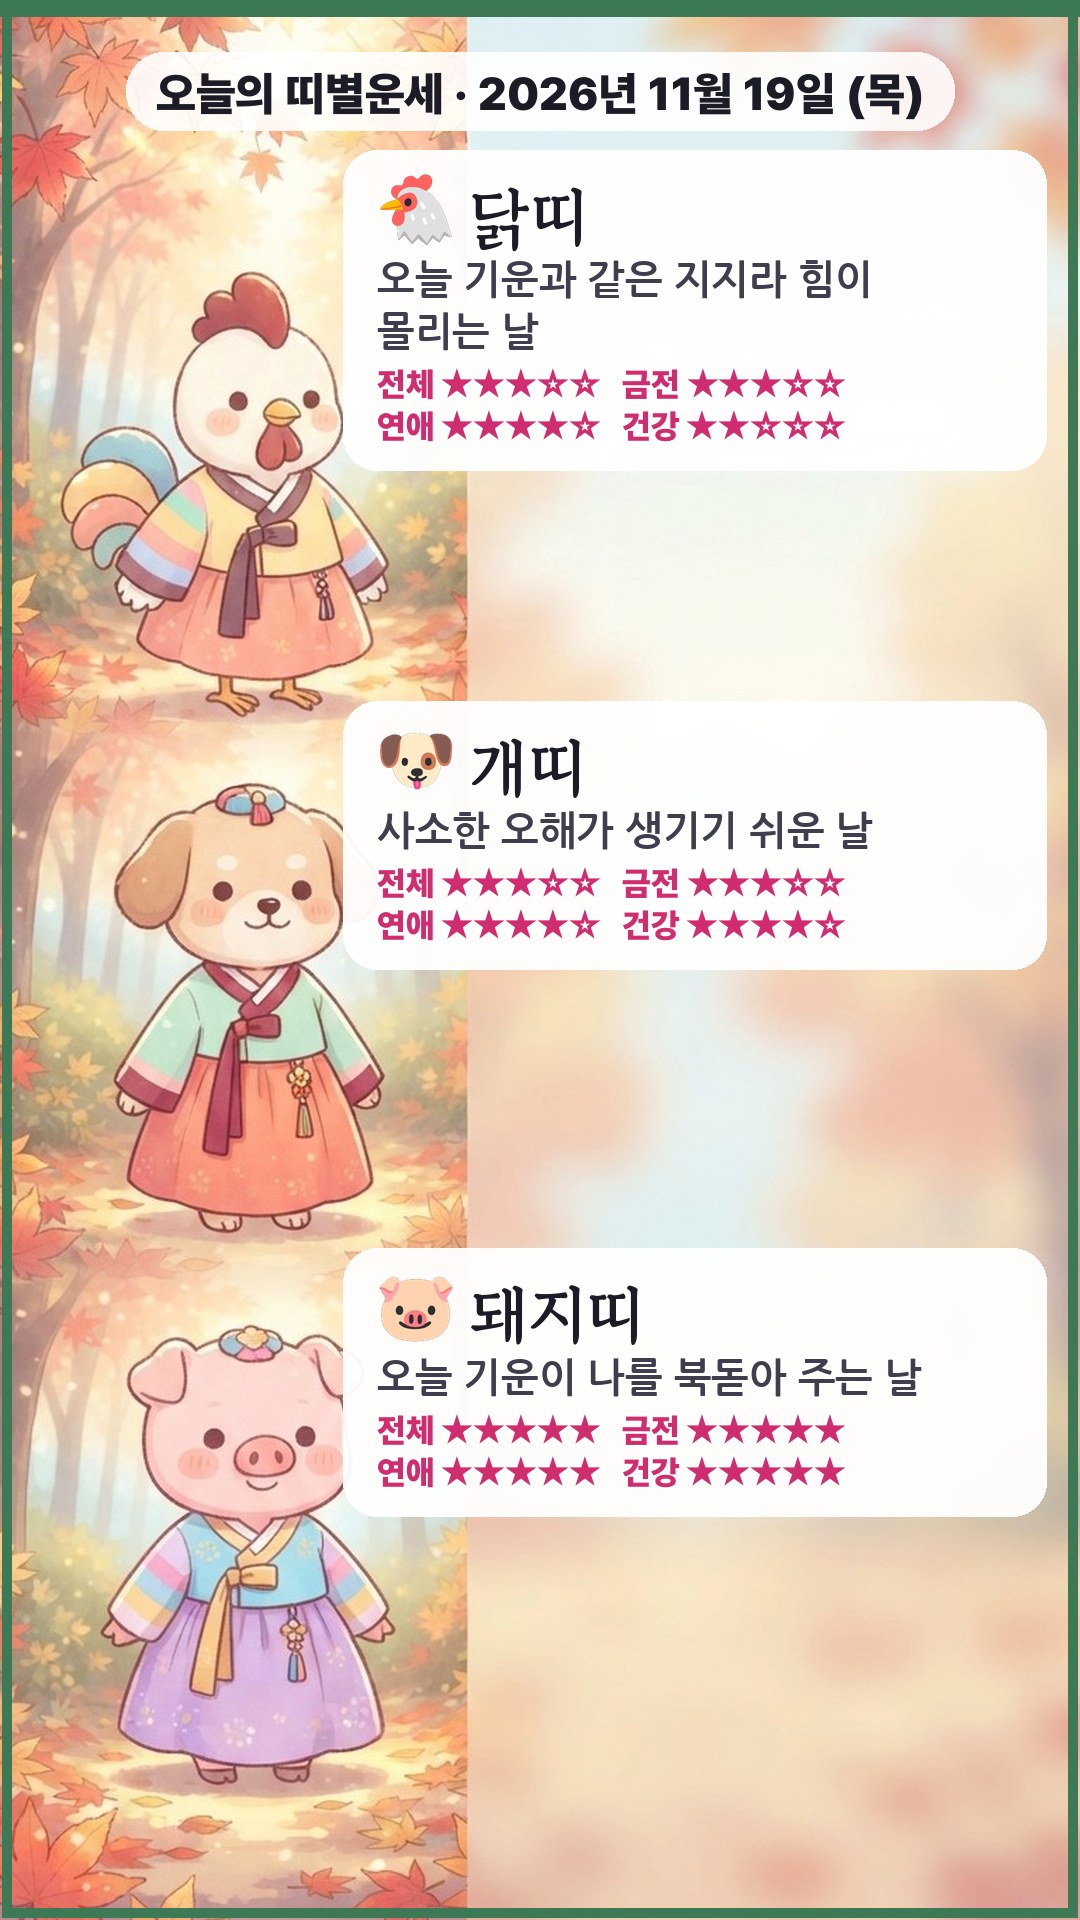 오늘의 띠별운세 · 2026년 11월 19일 (목)
닭띠
오늘 기운과 같은 지지라 힘이
몰리는 날
전체 ★★★☆☆ 금전 ★★★☆☆
연애 ★★★★☆ 건강 ★★☆☆☆
개띠
사소한 오해가 생기기 쉬운 날
전체 ★★★☆☆ 금전 ★★★☆☆
연애 ★★★★☆ 건강 ★★★★☆
돼지띠
오늘 기운이 나를 북돋아 주는 날
전체 ★★★★★ 금전 ★★★★★
연애 ★★★★★ 건강 ★★★★★